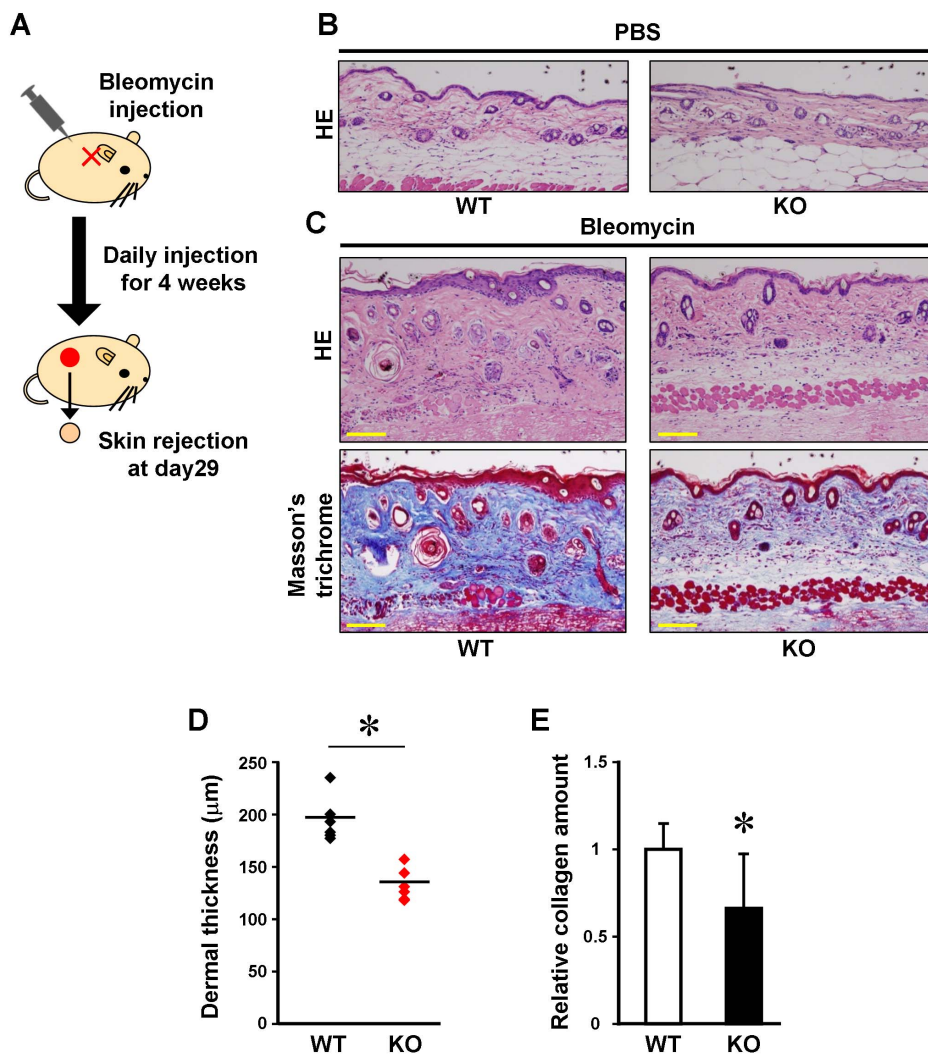 A
Bleomycin
injection
Daily injection
for 4 weeks
Skin rejection
at day29
B
PBS
HE
WT
KO
C
Bleomycin
HE
Masson's
trichrome
WT
KO
D
*
Dermal thickness (μm)
250
200
150
100
50
0
WT
KO
E
Relative collagen amount
1.5
1
0.5
0
*
WT
KO